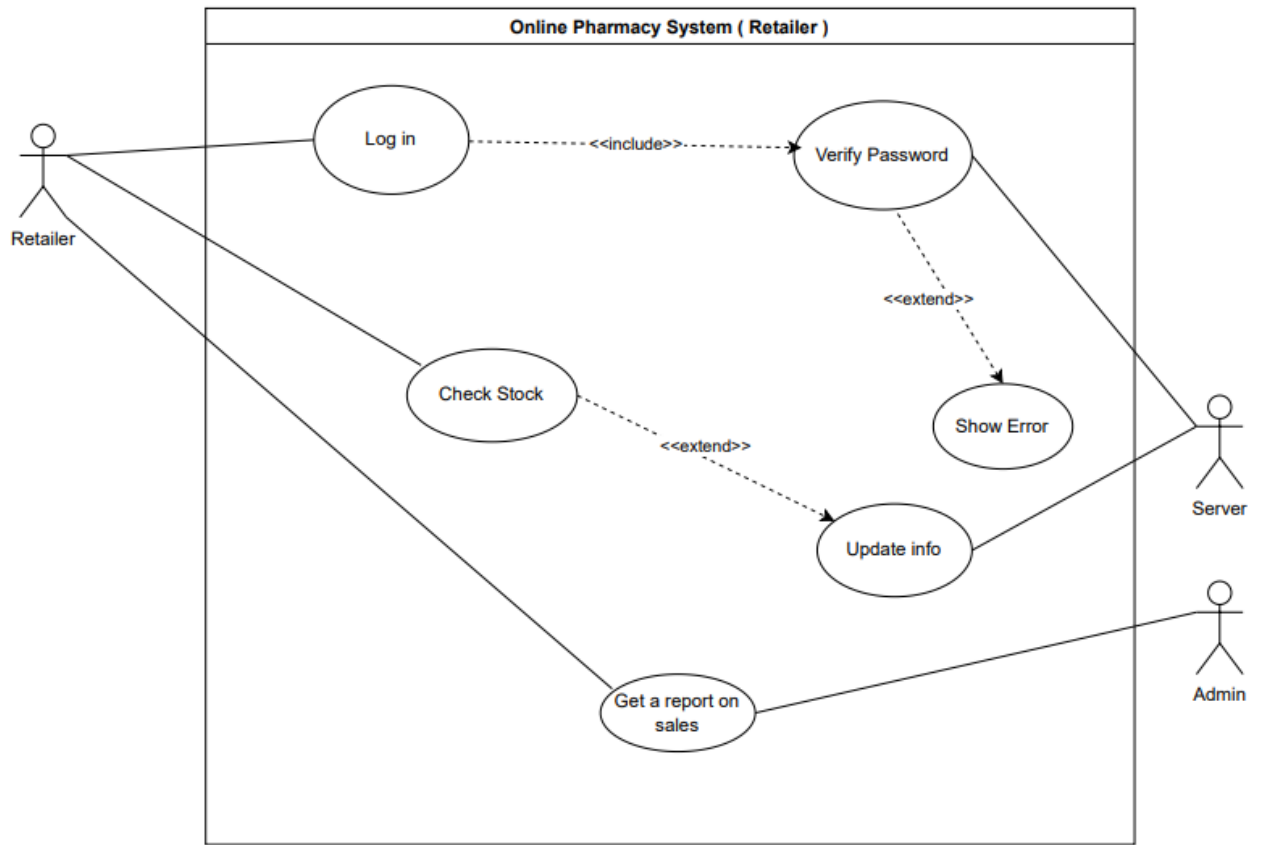 Online Pharmacy System ( Retailer )
Log in
<<include>>
Verify Password
Retailer
<<extend>>
Check Stock
Show Error
<<extend>>
Server
Update info
Get a report on
sales
Admin